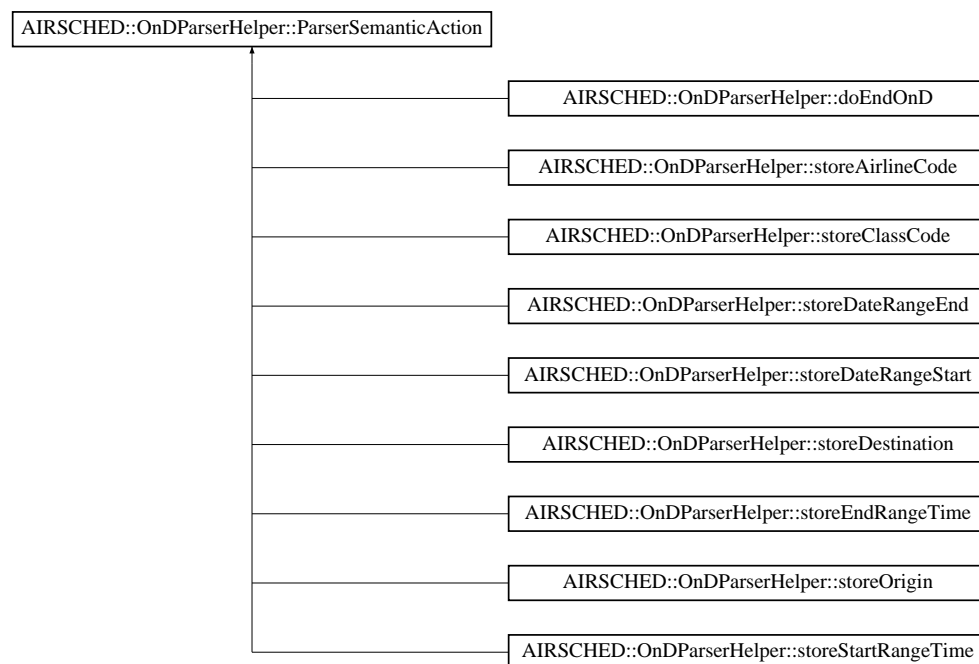 AIRSCHED::OnDParserHelper::ParserSemanticAction
AIRSCHED::OnDParserHelper::doEndOnD
AIRSCHED::OnDParserHelper::storeAirlineCode
AIRSCHED::OnDParserHelper::storeClassCode
AIRSCHED::OnDParserHelper::storeDateRangeEnd
AIRSCHED::OnDParserHelper::storeDateRangeStart
AIRSCHED::OnDParserHelper::storeDestination
AIRSCHED::OnDParserHelper::storeEndRangeTime
AIRSCHED::OnDParserHelper::storeOrigin
AIRSCHED::OnDParserHelper::storeStartRangeTime